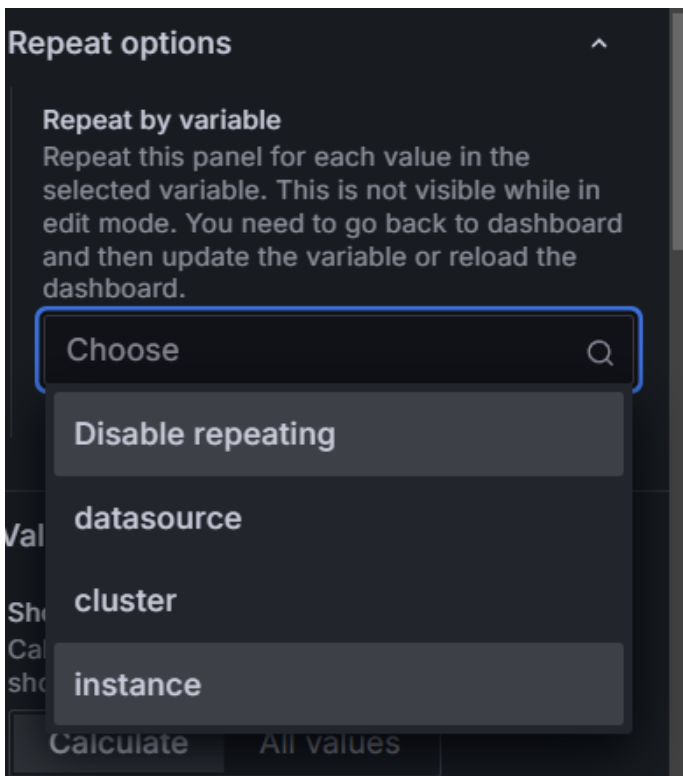 Repeat options
Repeat by variable
Repeat this panel for each value in the
selected variable. This is not visible while in
edit mode. You need to go back to dashboard
and then update the variable or reload the
dashboard.
Choose
Disable repeating
datasource
cluster
instance
Calculate All values